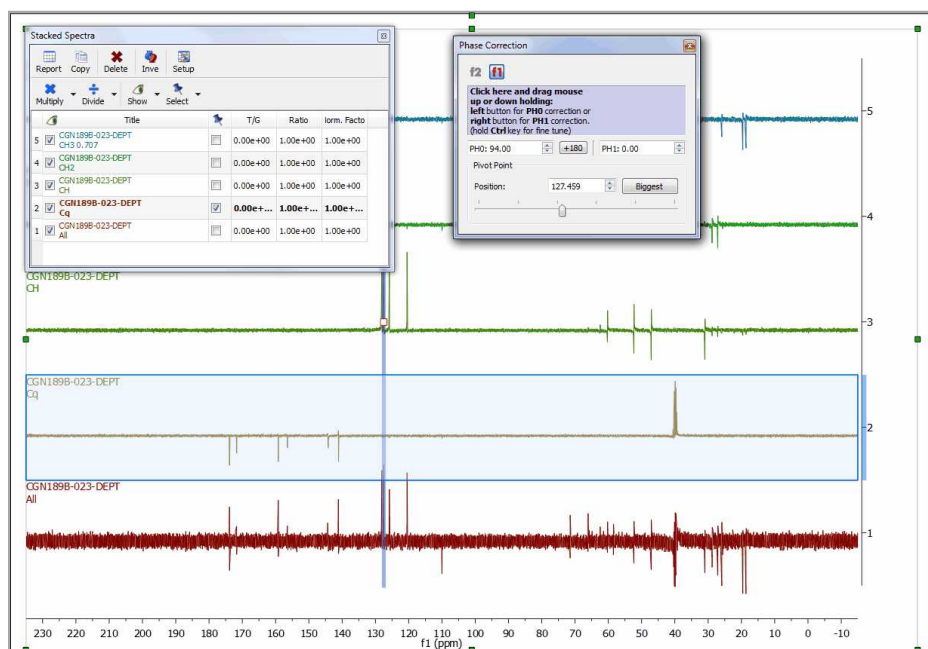 Stacked Spectra
Report Copy Delete Inve Setup
Multiply Divide Show Select
Title T/G Ratio lorm. Facto
5 CGN189B-023-DEPT 0.00e+00 1.00e+00 1.00e+00
CH3 0.707
4 CGN189B-023-DEPT 0.00e+00 1.00e+00 1.00e+00
CH2
3 CGN189B-023-DEPT 0.00e+00 1.00e+00 1.00e+00
CH
2 CGN189B-023-DEPT 0.00e+... 1.00e+... 1.00e+...
Cq
1 CGN189B-023-DEPT 0.00e+00 1.00e+00 1.00e+00
All
Phase Correction
f2 f1
Click here and drag mouse
up or down holding:
left button for PH0 correction or
right button for PH1 correction.
(hold Ctrl key for fine tune)
PH0: 94.00 +180 PH1: 0.00
Pivot Point
Position: 127.459 Biggest
5
4
CGN189B-023-DEPT
CH
3
CGN189B-023-DEPT
Cq
2
CGN189B-023-DEPT
All
1
230 220 210 200 190 180 170 160 150 140 130 120 110 100 90 80 70 60 50 40 30 20 10 0 -10
f1 (ppm)